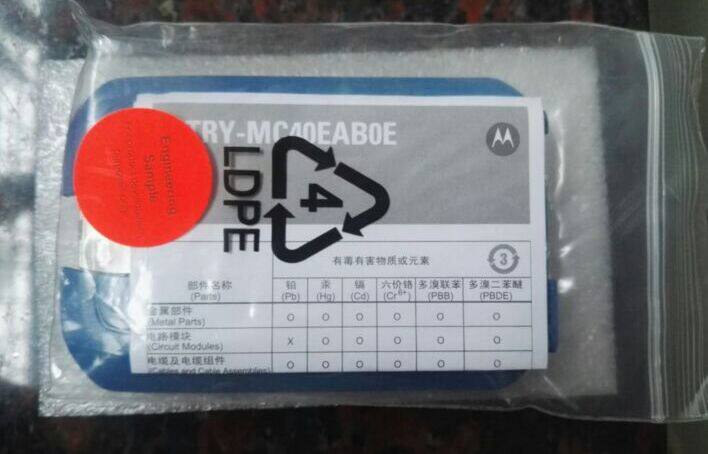 TRY-MC40EAB0E
Engineering
Sample
4
LDPE
有毒有害物质或元素
3
部件名称
(Parts)
铅
(Pb)
汞
(Hg)
镉
(Cd)
六价铬
(Cr6+)
多溴联苯
(PBB)
多溴二苯醚
(PBDE)
金属部件
(Metal Parts)
O O O O O O
电路模块
(Circuit Modules)
X O O O O O
电缆及电缆组件
(Cables and Cable Assemblies)
O O O O O O